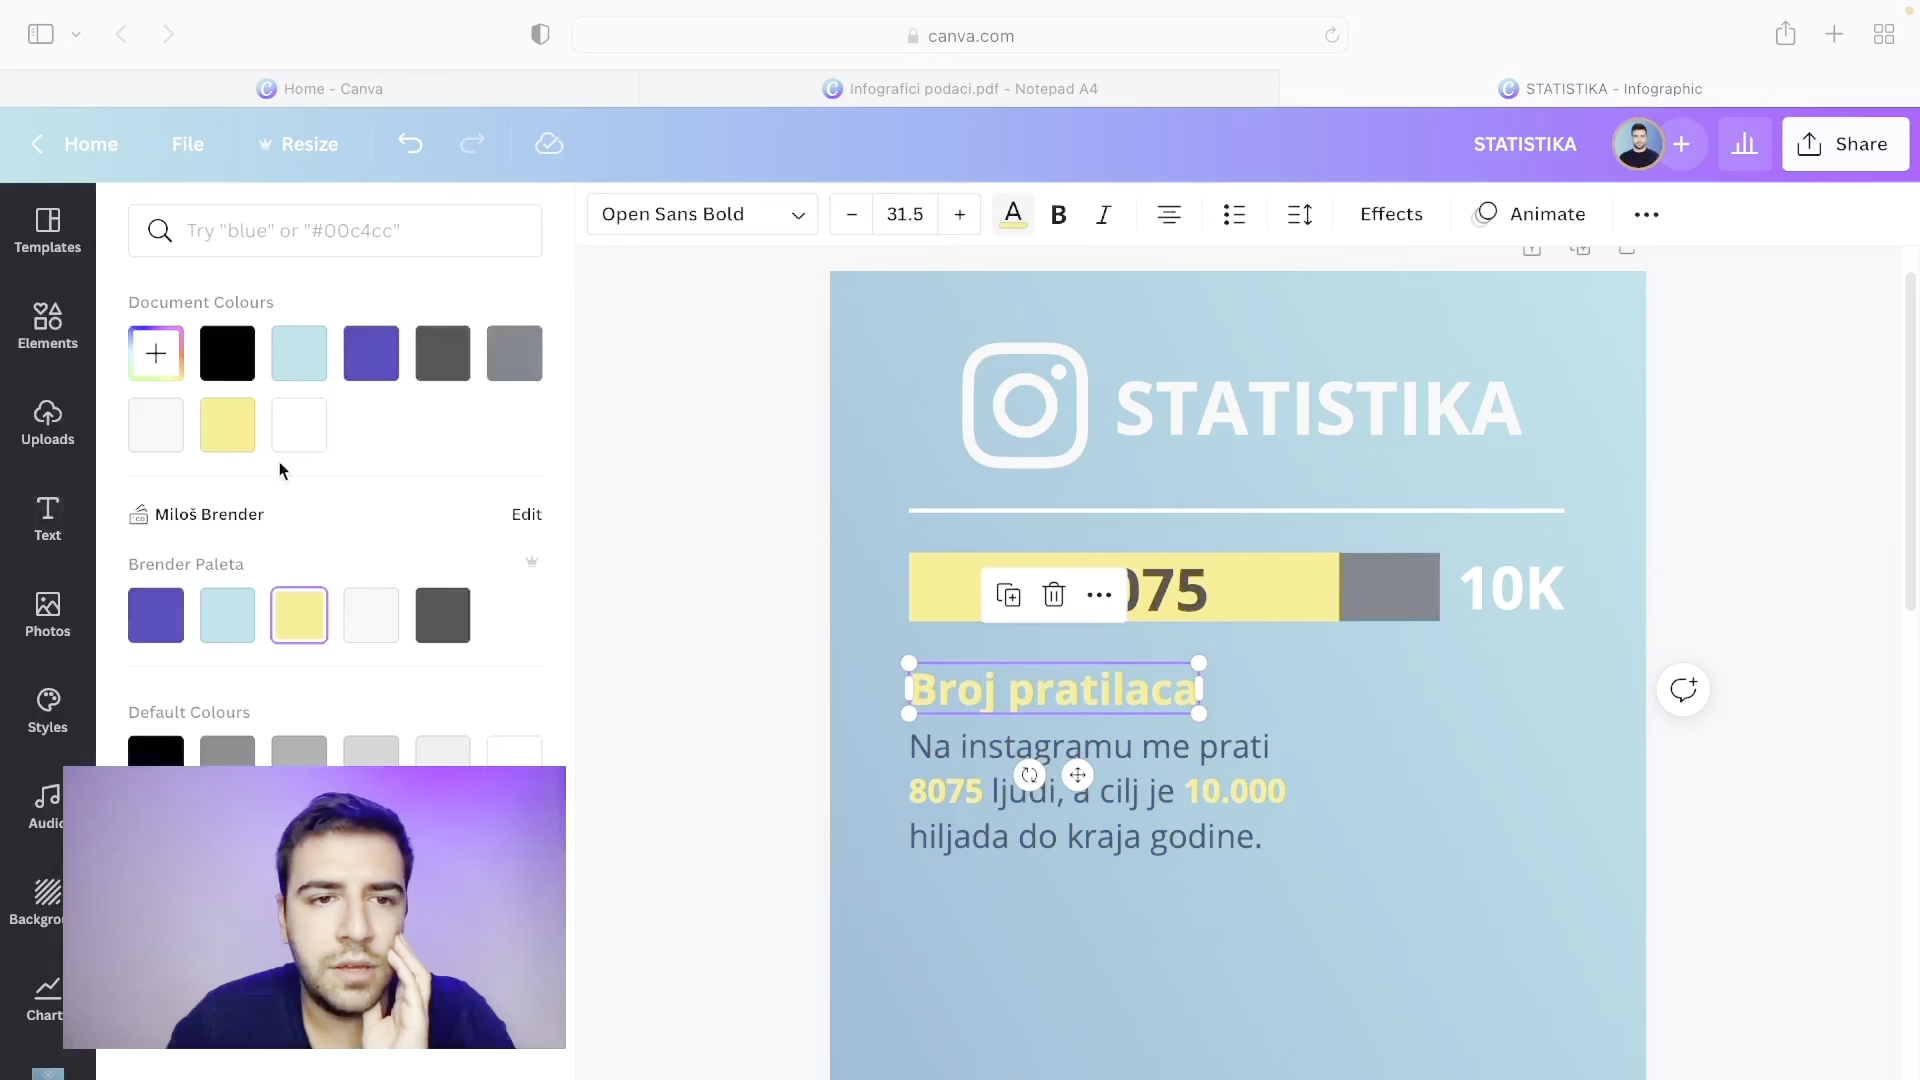 canva.com
Home - Canva
Infografici podaci.pdf - Notepad A4
STATISTIKA - Infographic
Home
File
Resize
STATISTIKA
Share
Templates
Elements
Uploads
Text
Photos
Styles
Audio
Chart
Try "blue" or "#00c4cc"
Document Colours
Miloš Brender
Edit
Brender Paleta
Default Colours
Open Sans Bold
31.5
A
B
I
Effects
Animate
STATISTIKA
075
10K
Broj pratilaca
Na instagramu me prati
8075 ljudi, a cilj je 10.000
hiljada do kraja godine.